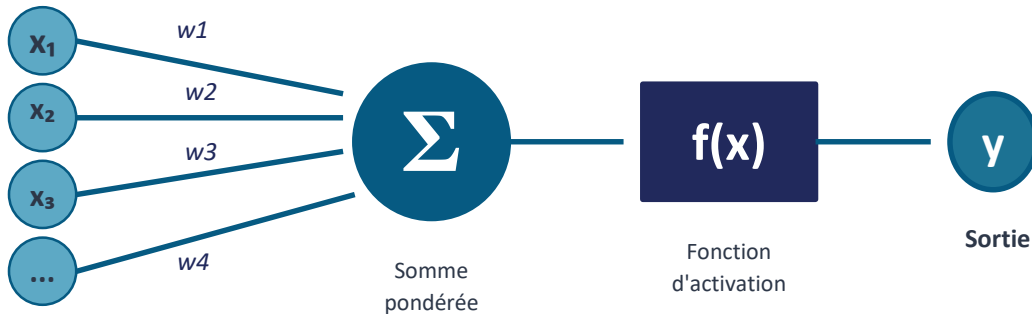 x₁
w1
x₂
w2
x₃
w3
...
w4
Σ
Somme
pondérée
f(x)
Fonction
d'activation
y
Sortie